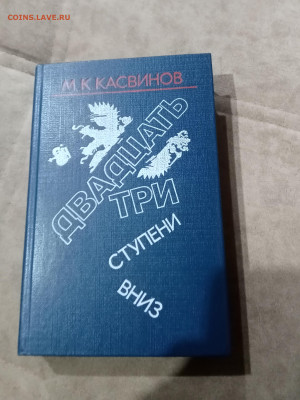 COINS.LAVE.RU
М.К.КАСВИНОВ
ДВАДЦАТЬ
ТРИ
СТУПЕНИ
ВНИЗ